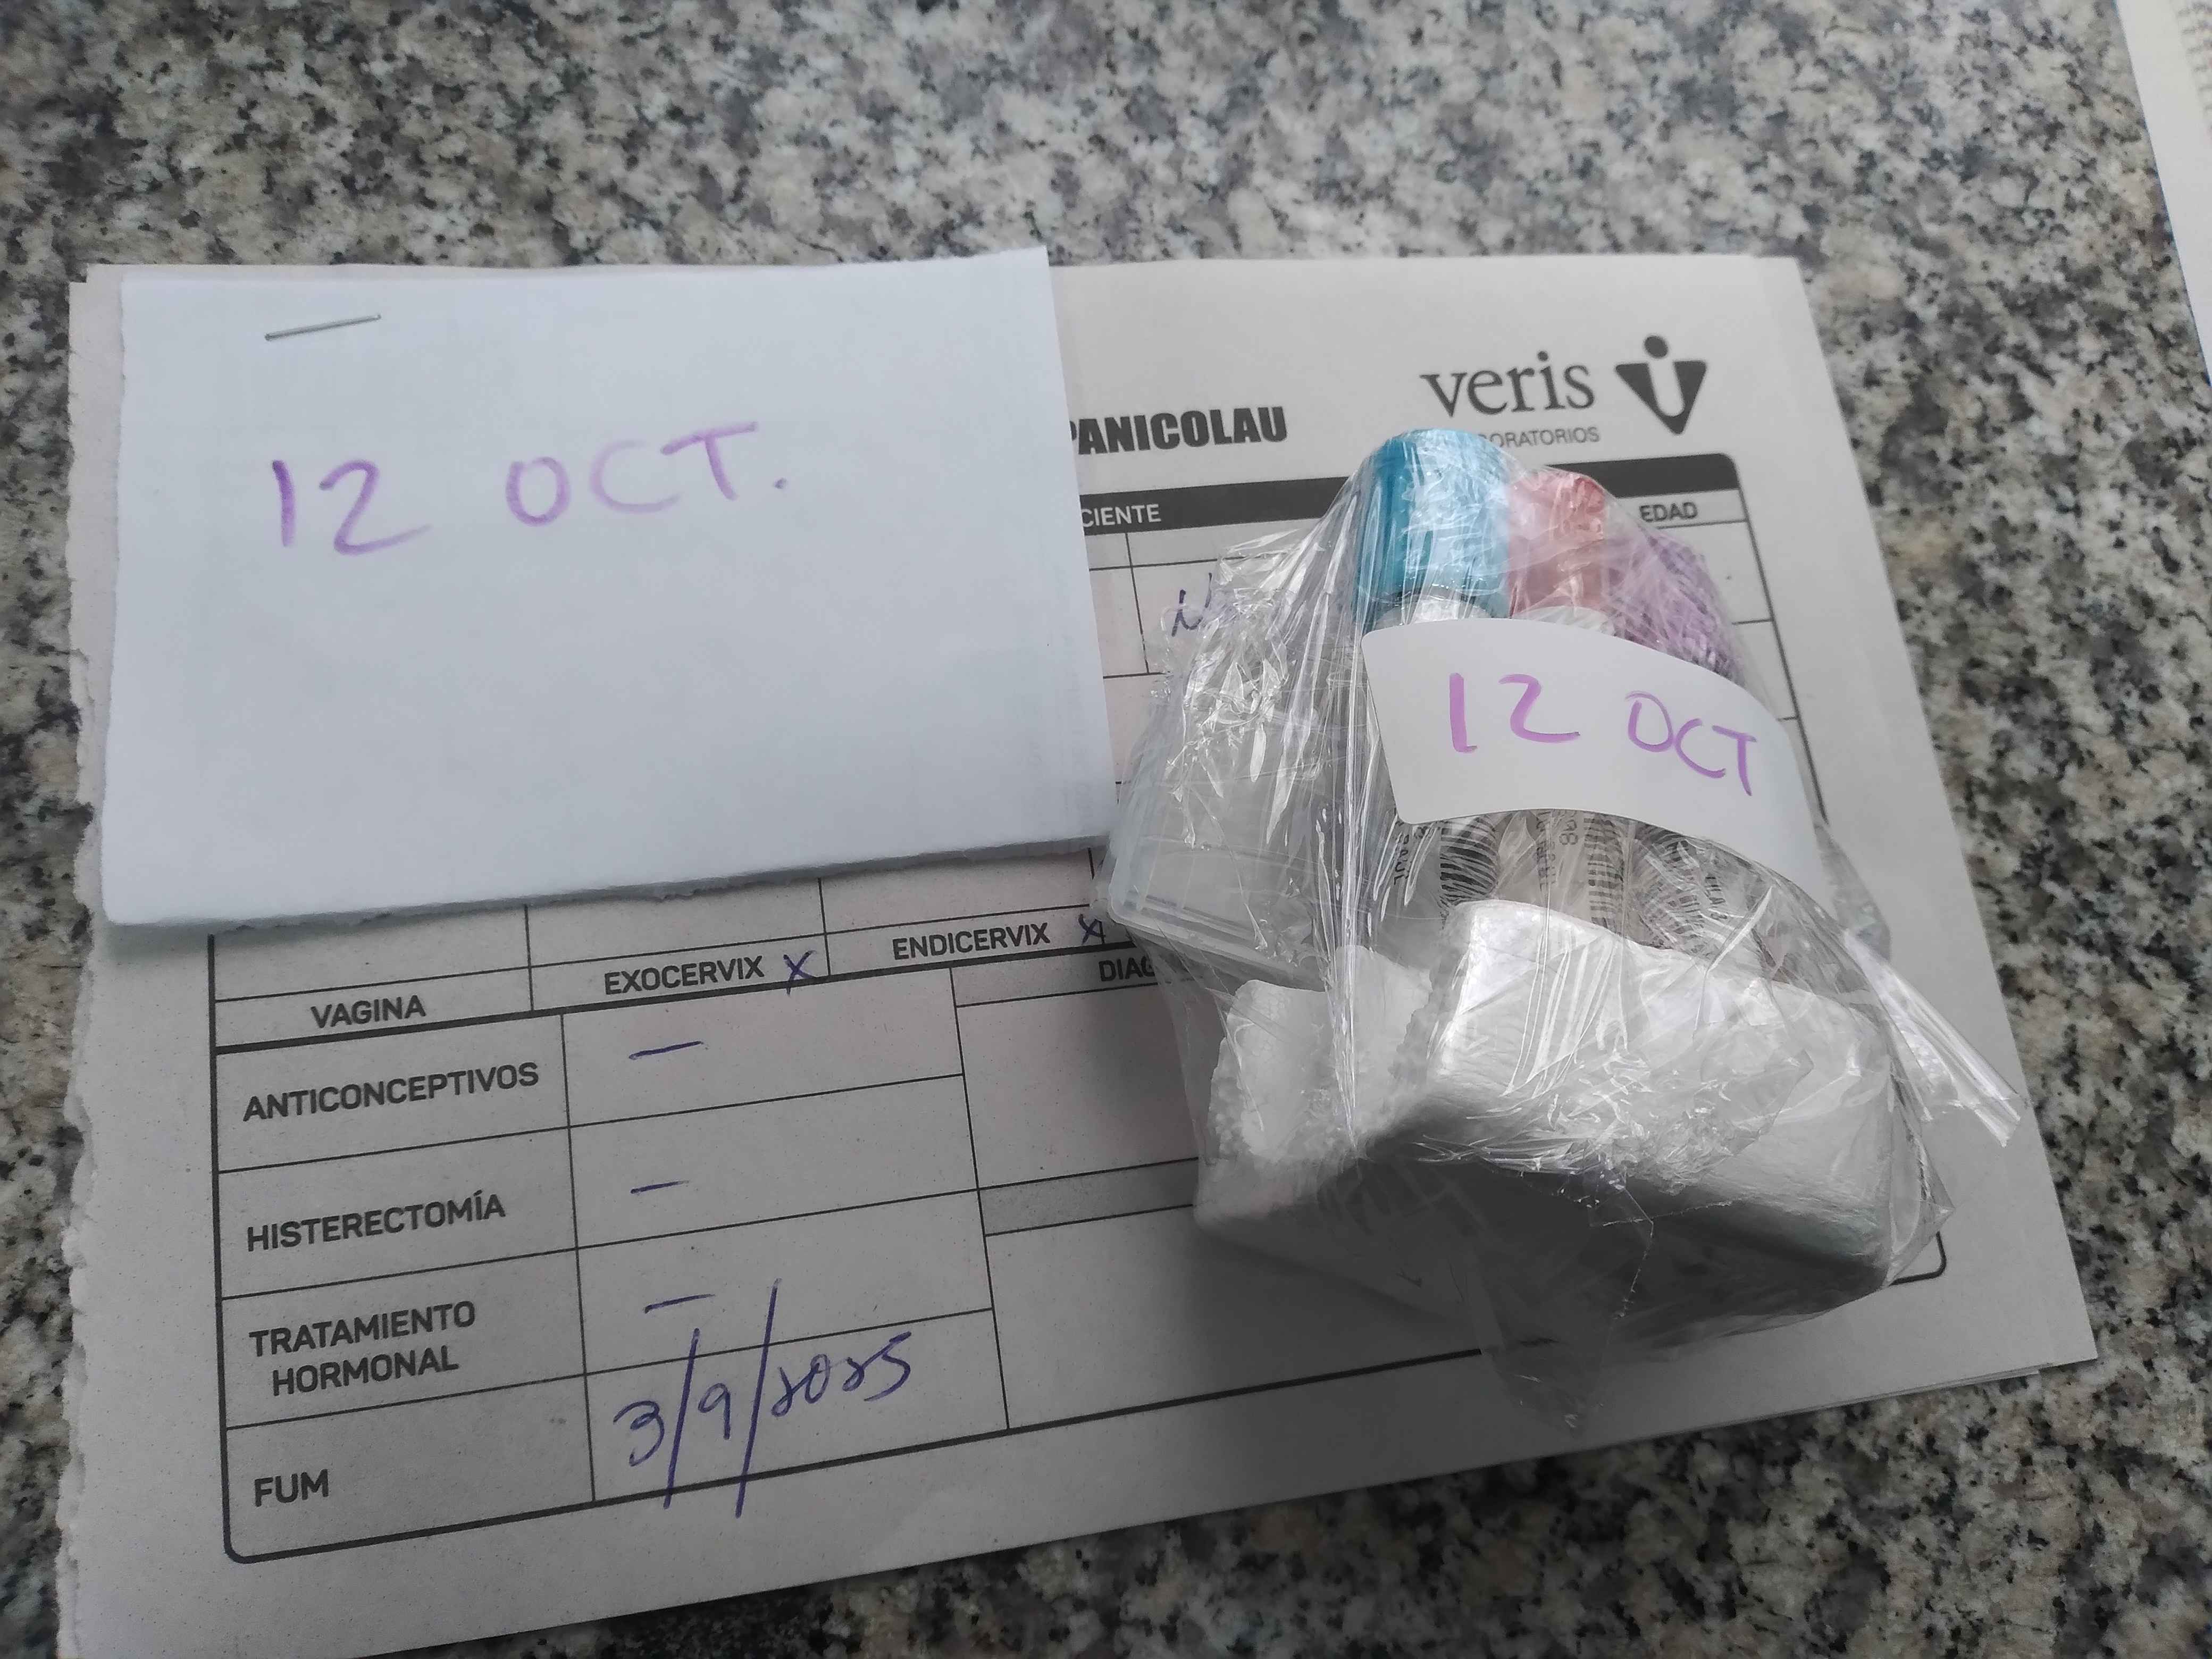 12 OCT.
PANICOLAU
veris
ORATORIOS
CIENTE
EDAD
12 OCT
VAGINA
EXOCERVIX X
ENDICERVIX X
DIAG
ANTICONCEPTIVOS —
HISTERECTOMÍA —
TRATAMIENTO
HORMONAL —
FUM 3/9/2025